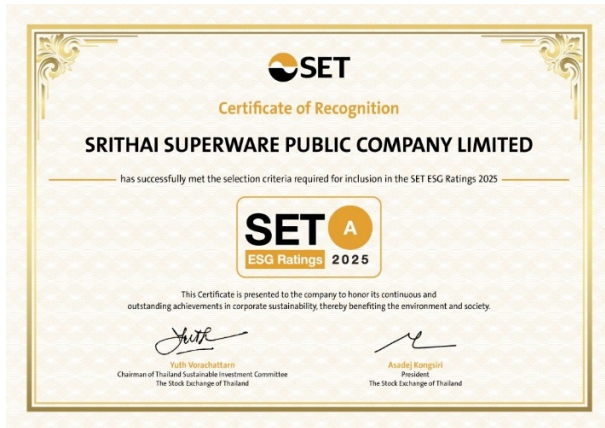 SET
Certificate of Recognition
SRITHAI SUPERWARE PUBLIC COMPANY LIMITED
has successfully met the selection criteria required for inclusion in the SET ESG Ratings 2025
SET A
ESG Ratings 2025
This Certificate is presented to the company to honor its continuous and
outstanding achievements in corporate sustainability, thereby benefiting the environment and society.
Yuth
Yuth Vorachattarn
Chairman of Thailand Sustainable Investment Committee
The Stock Exchange of Thailand
Asadej Kongsiri
President
The Stock Exchange of Thailand